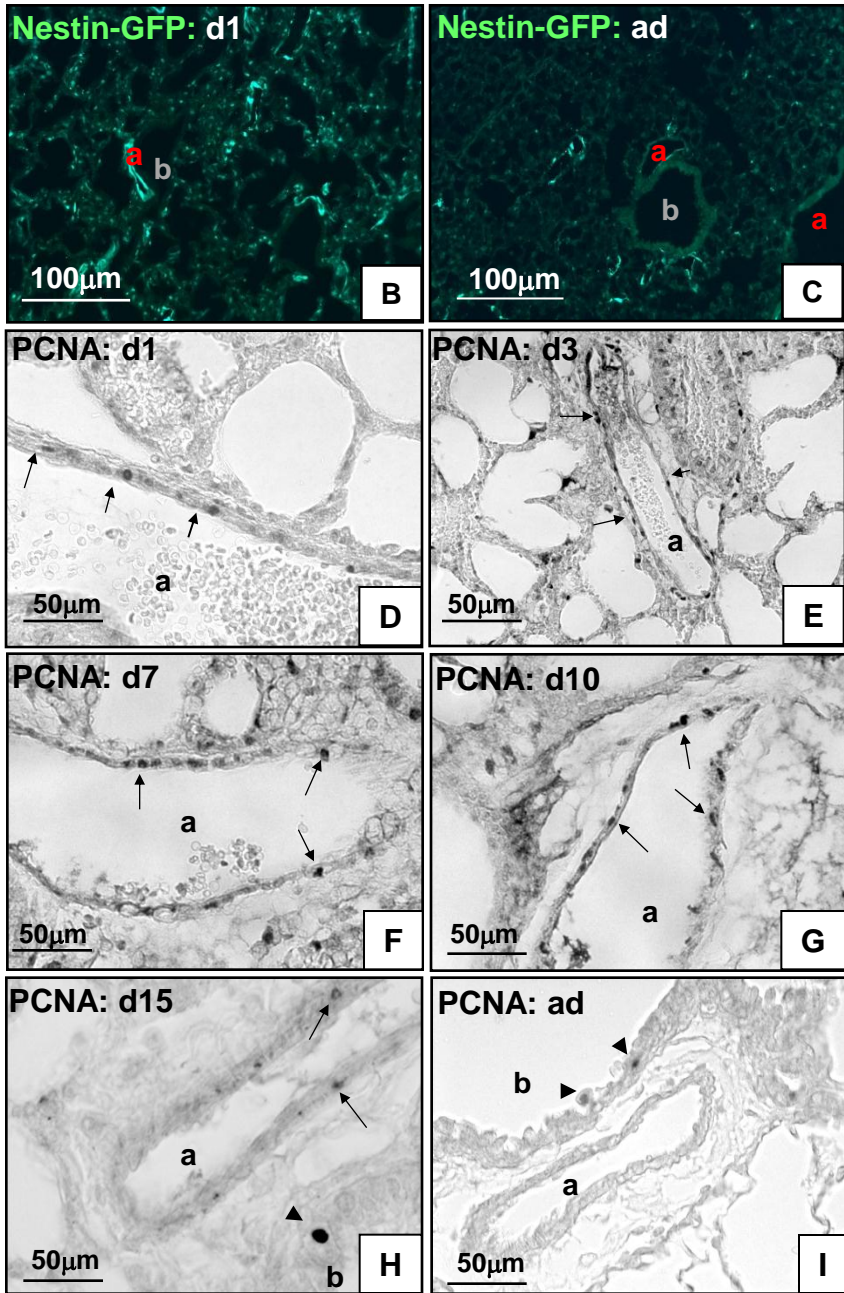 Nestin-GFP: d1
a
b
100μm
B
Nestin-GFP: ad
a
b
a
100μm
C
PCNA: d1
a
50μm
D
PCNA: d3
a
50μm
E
PCNA: d7
a
50μm
F
PCNA: d10
a
50μm
G
PCNA: d15
a
b
50μm
H
PCNA: ad
b
a
50μm
I